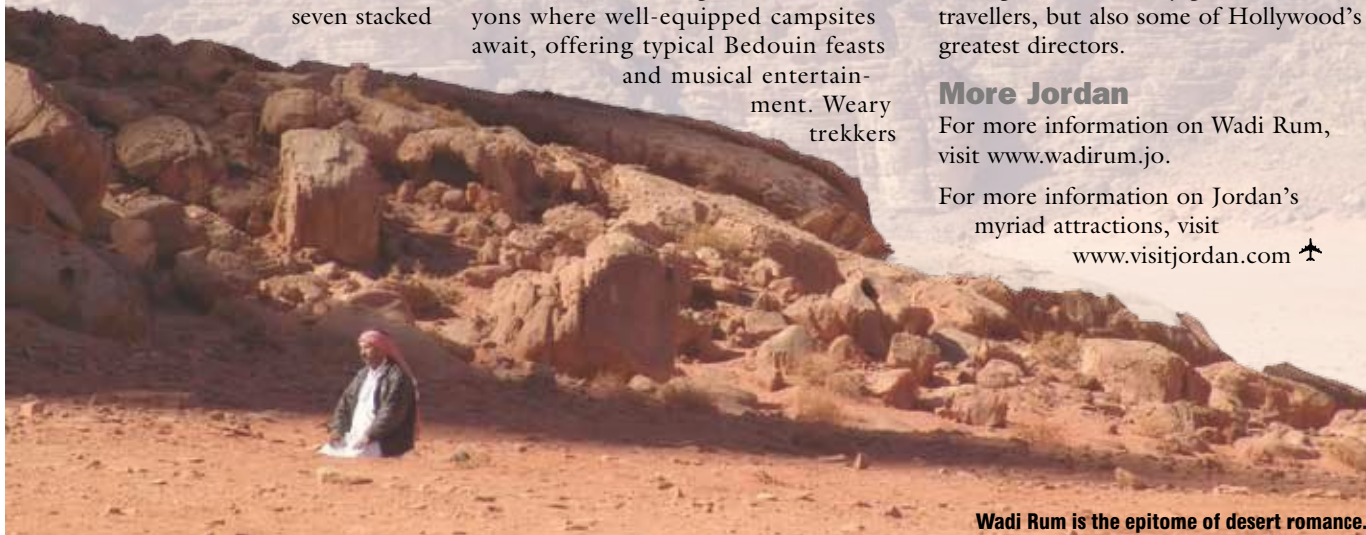 seven stacked
yons where well-equipped campsites
await, offering typical Bedouin feasts
and musical entertain-
ment. Weary
trekkers
travellers, but also some of Hollywood's
greatest directors.
More Jordan
For more information on Wadi Rum,
visit www.wadirum.jo.
For more information on Jordan's
myriad attractions, visit
www.visitjordan.com
Wadi Rum is the epitome of desert romance.